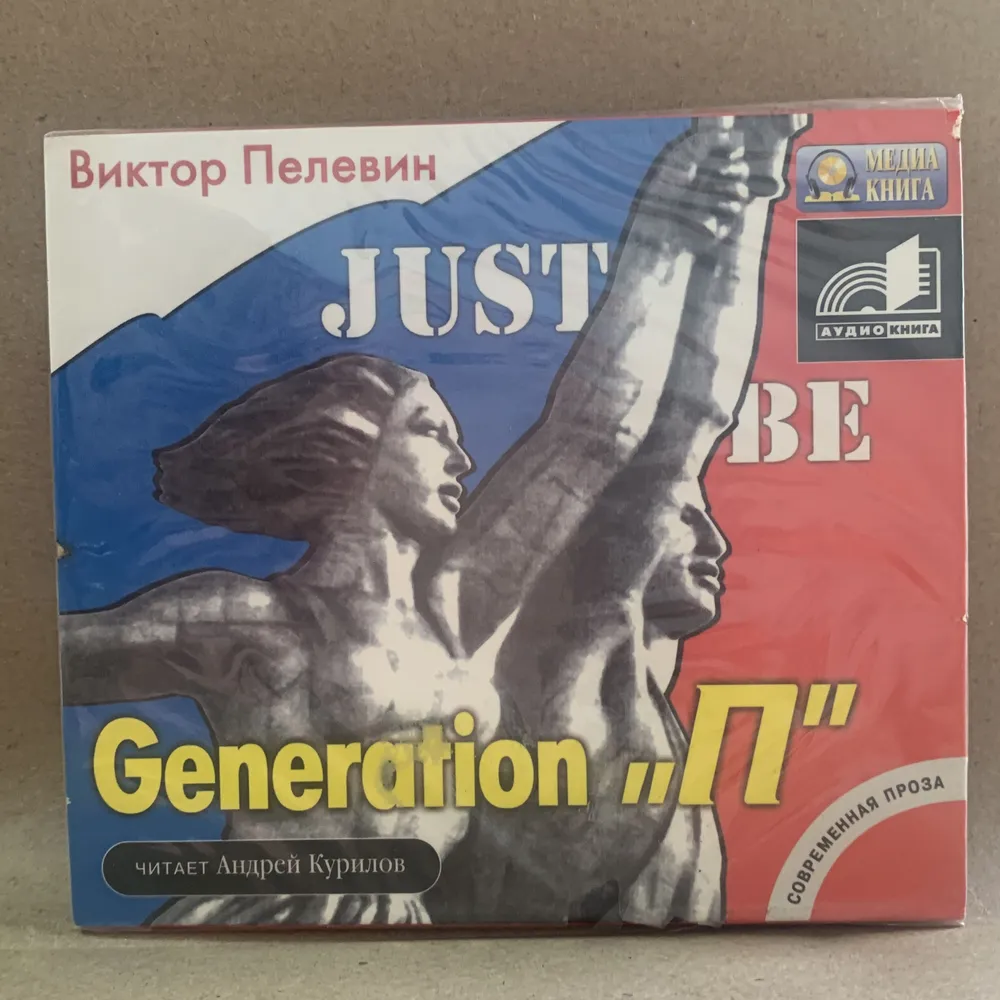 Виктор Пелевин
МЕДИА
КНИГА
JUST
АУДИО КНИГА
BE
Generation „П"
СОВРЕМЕННАЯ ПРОЗА
ЧИТАЕТ Андрей Курилов